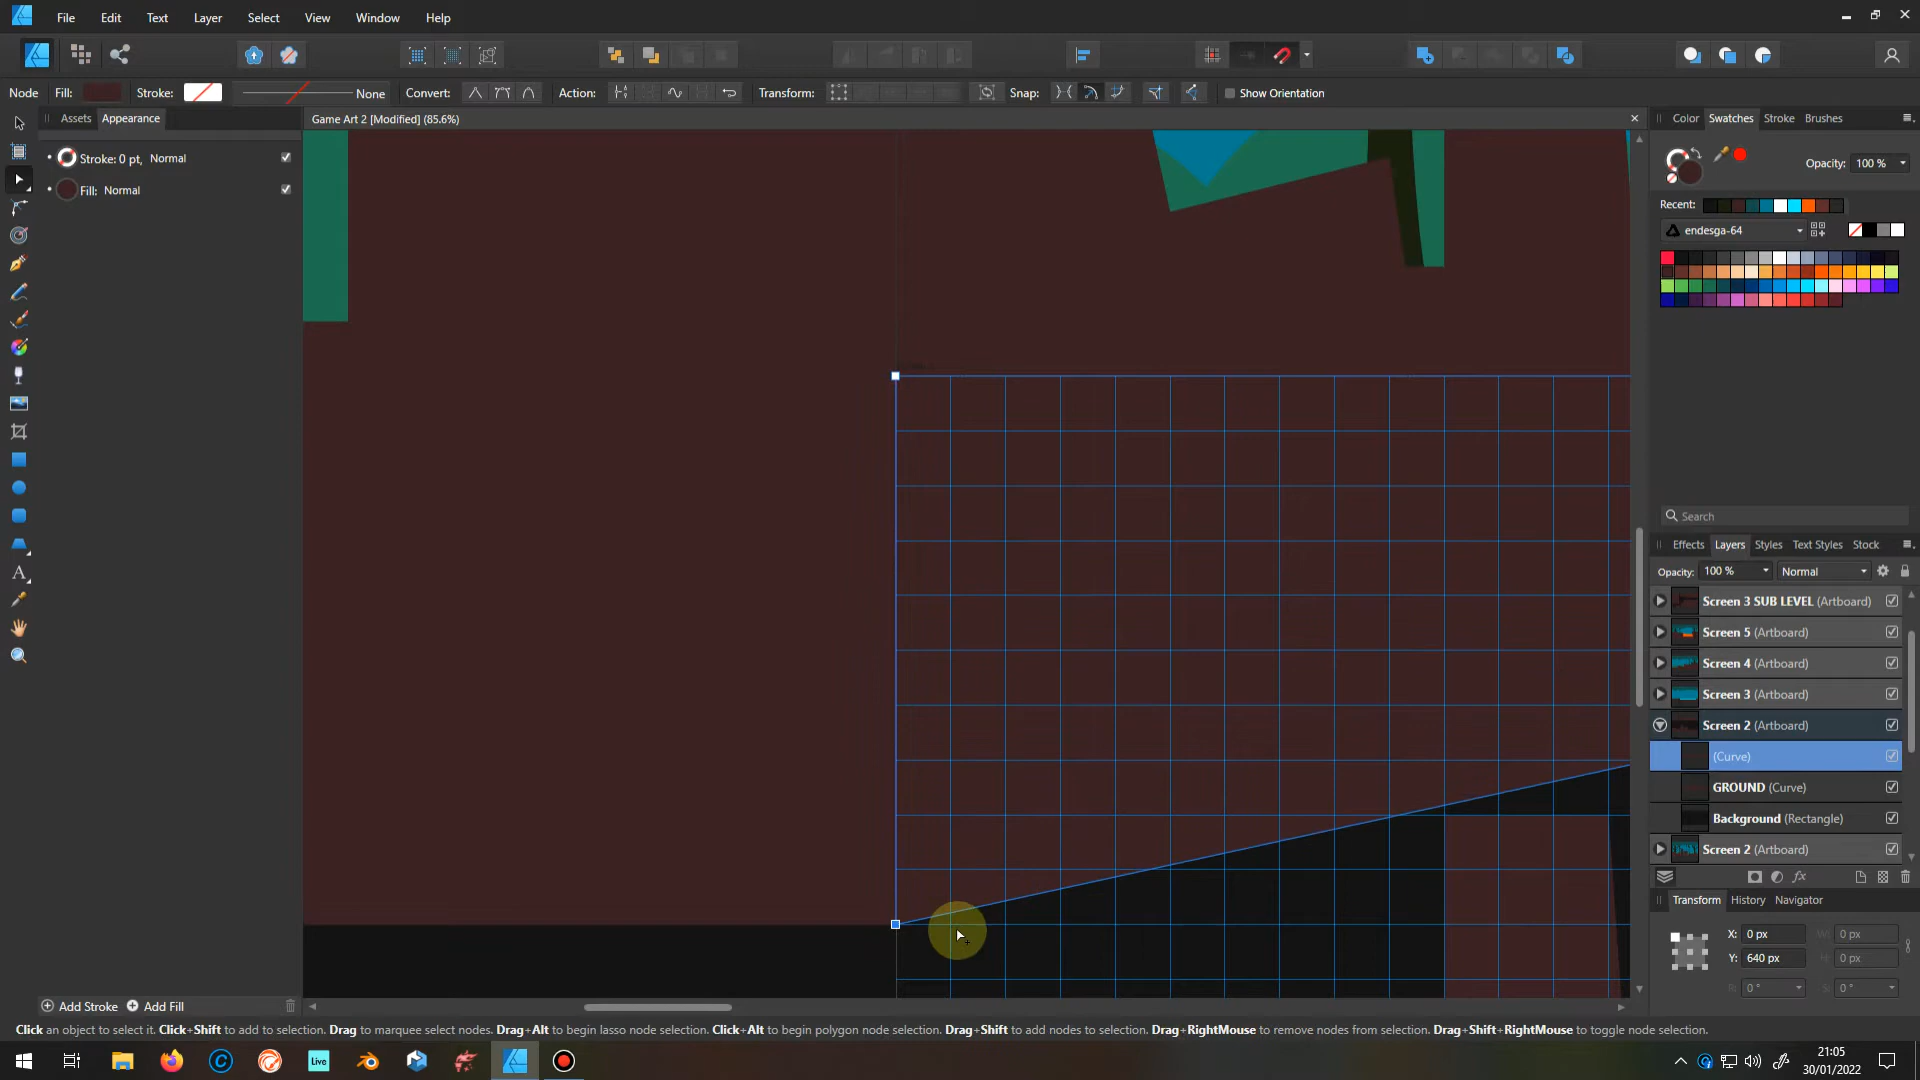 File Edit Text Layer Select View Window Help
Node Fill: Stroke: None Convert: Action: Transform: Snap: Show Orientation
Assets Appearance
Game Art 2 [Modified] (85.6%)
Color Swatches Stroke Brushes
Stroke: 0 pt, Normal
Fill: Normal
Opacity: 100 %
Recent:
endesga-64
Search
Effects Layers Styles Text Styles Stock
Opacity: 100 % Normal
Screen 3 SUB LEVEL (Artboard)
Screen 5 (Artboard)
Screen 4 (Artboard)
Screen 3 (Artboard)
Screen 2 (Artboard)
(Curve)
GROUND (Curve)
Background (Rectangle)
Screen 2 (Artboard)
Transform History Navigator
X: 0 px W: 0 px
Y: 640 px H: 0 px
R: 0 ° S: 0 °
Add Stroke Add Fill
Click an object to select it. Click+Shift to add to selection. Drag to marquee select nodes. Drag+Alt to begin lasso node selection. Click+Alt to begin polygon node selection. Drag+Shift to add nodes to selection. Drag+RightMouse to remove nodes from selection. Drag+Shift+RightMouse to toggle node selection.
Live
21:05
30/01/2022